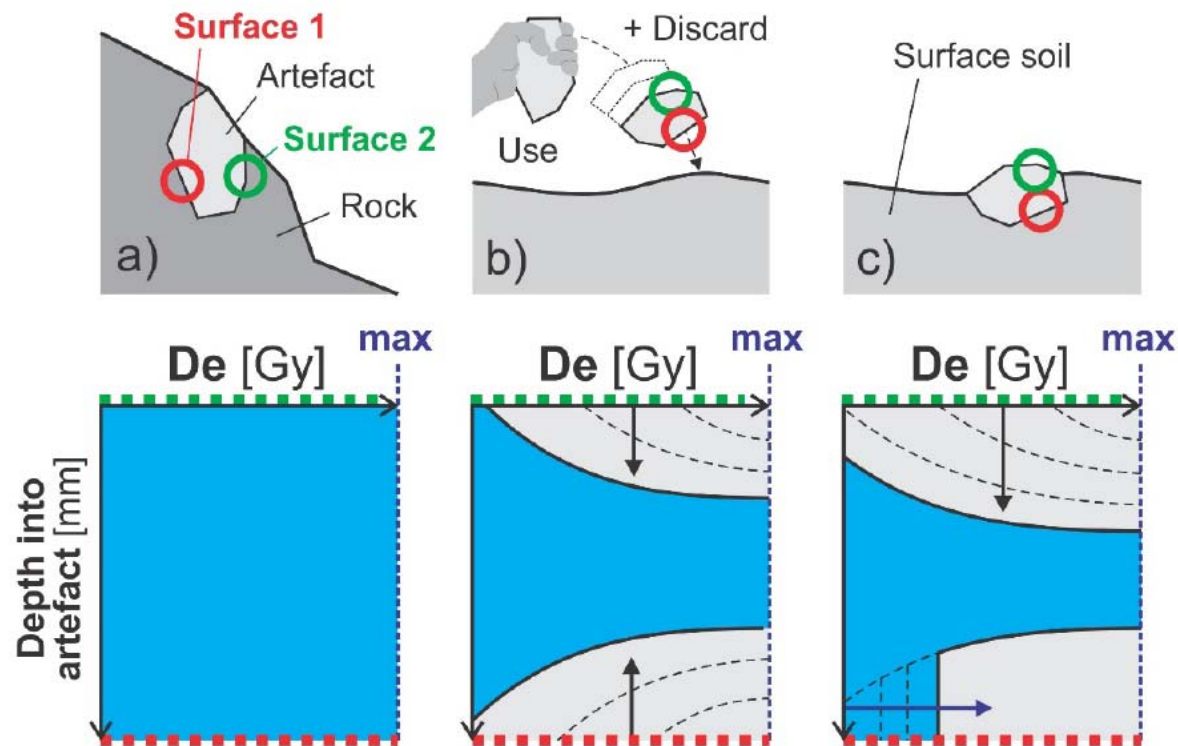 Surface 1
Artefact
Surface 2
Rock
a)
+ Discard
Use
b)
Surface soil
c)
De [Gy]
max
De [Gy]
max
De [Gy]
max
Depth into
artefact [mm]